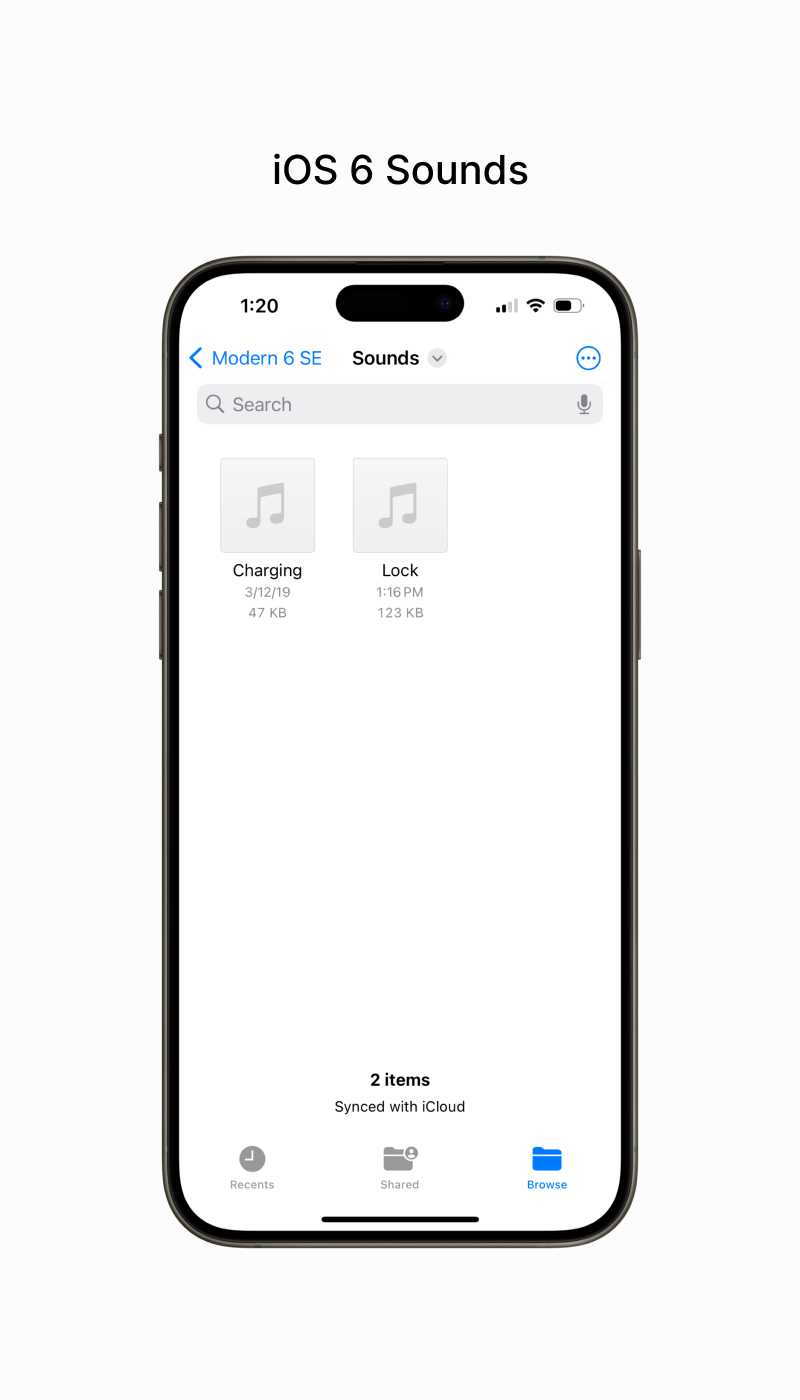 iOS 6 Sounds
1:20
Modern 6 SE Sounds
Search
Charging Lock
3/12/19 1:16 PM
47 KB 123 KB
2 items
Synced with iCloud
Recents Shared Browse